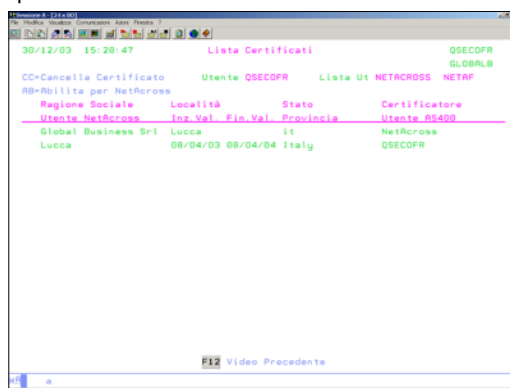 Sessione A - [24 x 80]
File Modifica Visualizza Comunicazioni Azioni Finestra ?
30/12/03 15:28:47 Lista Certificati QSECOFR
GLOBALB
CC=Cancella Certificato Utente QSECOFR Lista Ut NETACROSS NETAF
AB=Abilita per NetAcross
Ragione Sociale Località Stato Certificatore
Utente NetAcross Inz.Val. Fin.Val. Provincia Utente AS400
Global Business Srl Lucca it NetAcross
Lucca 08/04/03 08/04/04 Italy QSECOFR
F12 Video Precedente
a